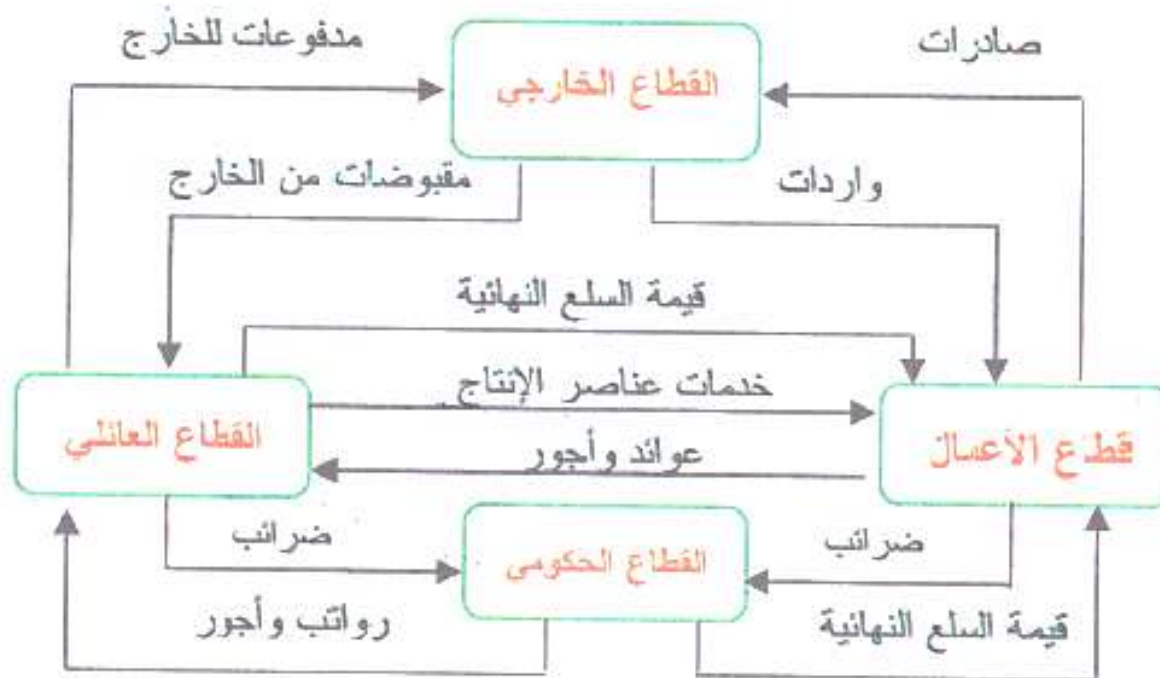 مدفوعات للخارج
صادرات
القطاع الخارجي
مقبوضات من الخارج
واردات
قيمة السلع النهائية
خدمات عناصر الإنتاج
القطاع العائلي
عوائد وأجور
قطاع الأعمال
ضرائب
ضرائب
القطاع الحكومى
رواتب وأجور
قيمة السلع النهائية